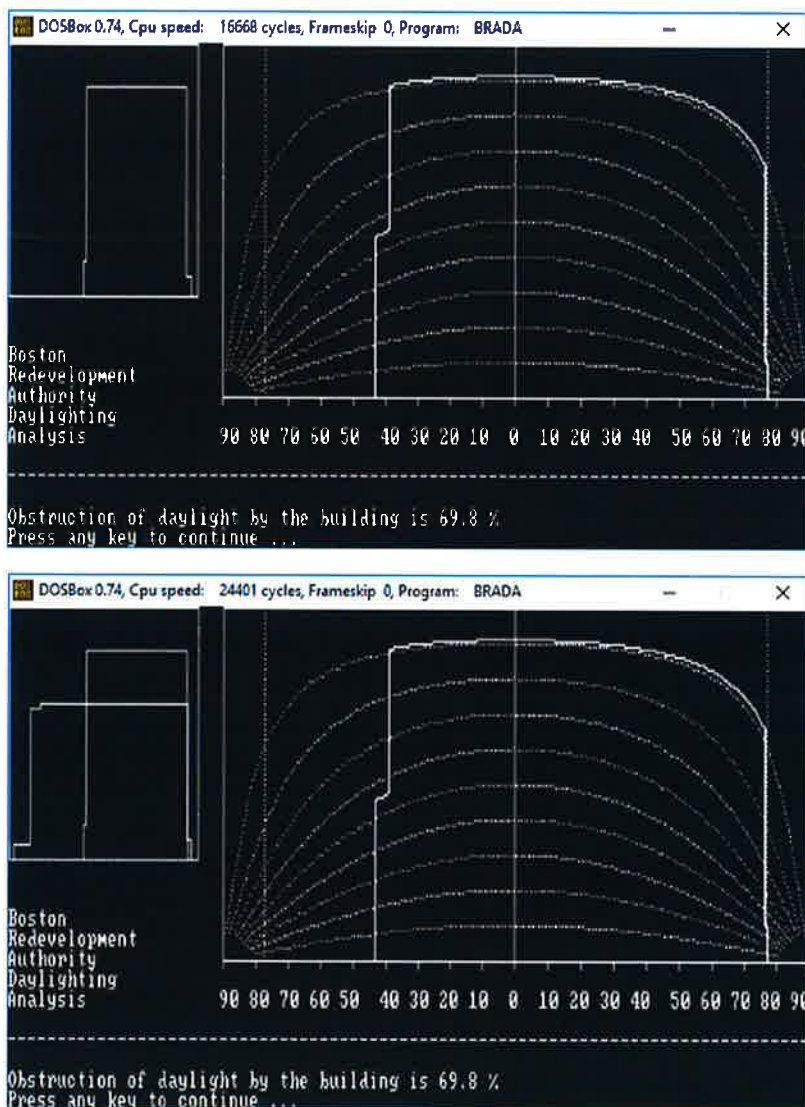 DOSBox 0.74, Cpu speed: 16668 cycles, Frameskip 0, Program: BRADA
Boston
Redevelopment
Authority
Daylighting
Analysis
90 80 70 60 50 40 30 20 10 0 10 20 30 40 50 60 70 80 90
Obstruction of daylight by the building is 69.8 %
Press any key to continue ...
DOSBox 0.74, Cpu speed: 24401 cycles, Frameskip 0, Program: BRADA
Boston
Redevelopment
Authority
Daylighting
Analysis
90 80 70 60 50 40 30 20 10 0 10 20 30 40 50 60 70 80 90
Obstruction of daylight by the building is 69.8 %
Press any key to continue ...